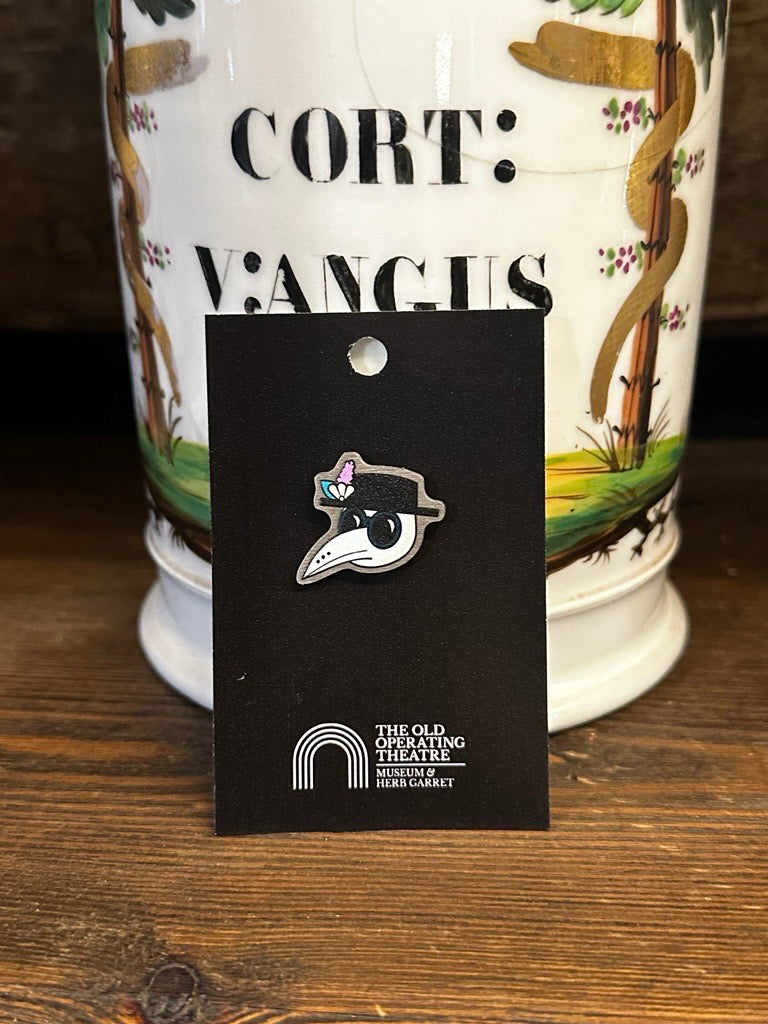 CORT:
V:ANGUS
THE OLD
OPERATING
THEATRE
MUSEUM &
HERB GARRET